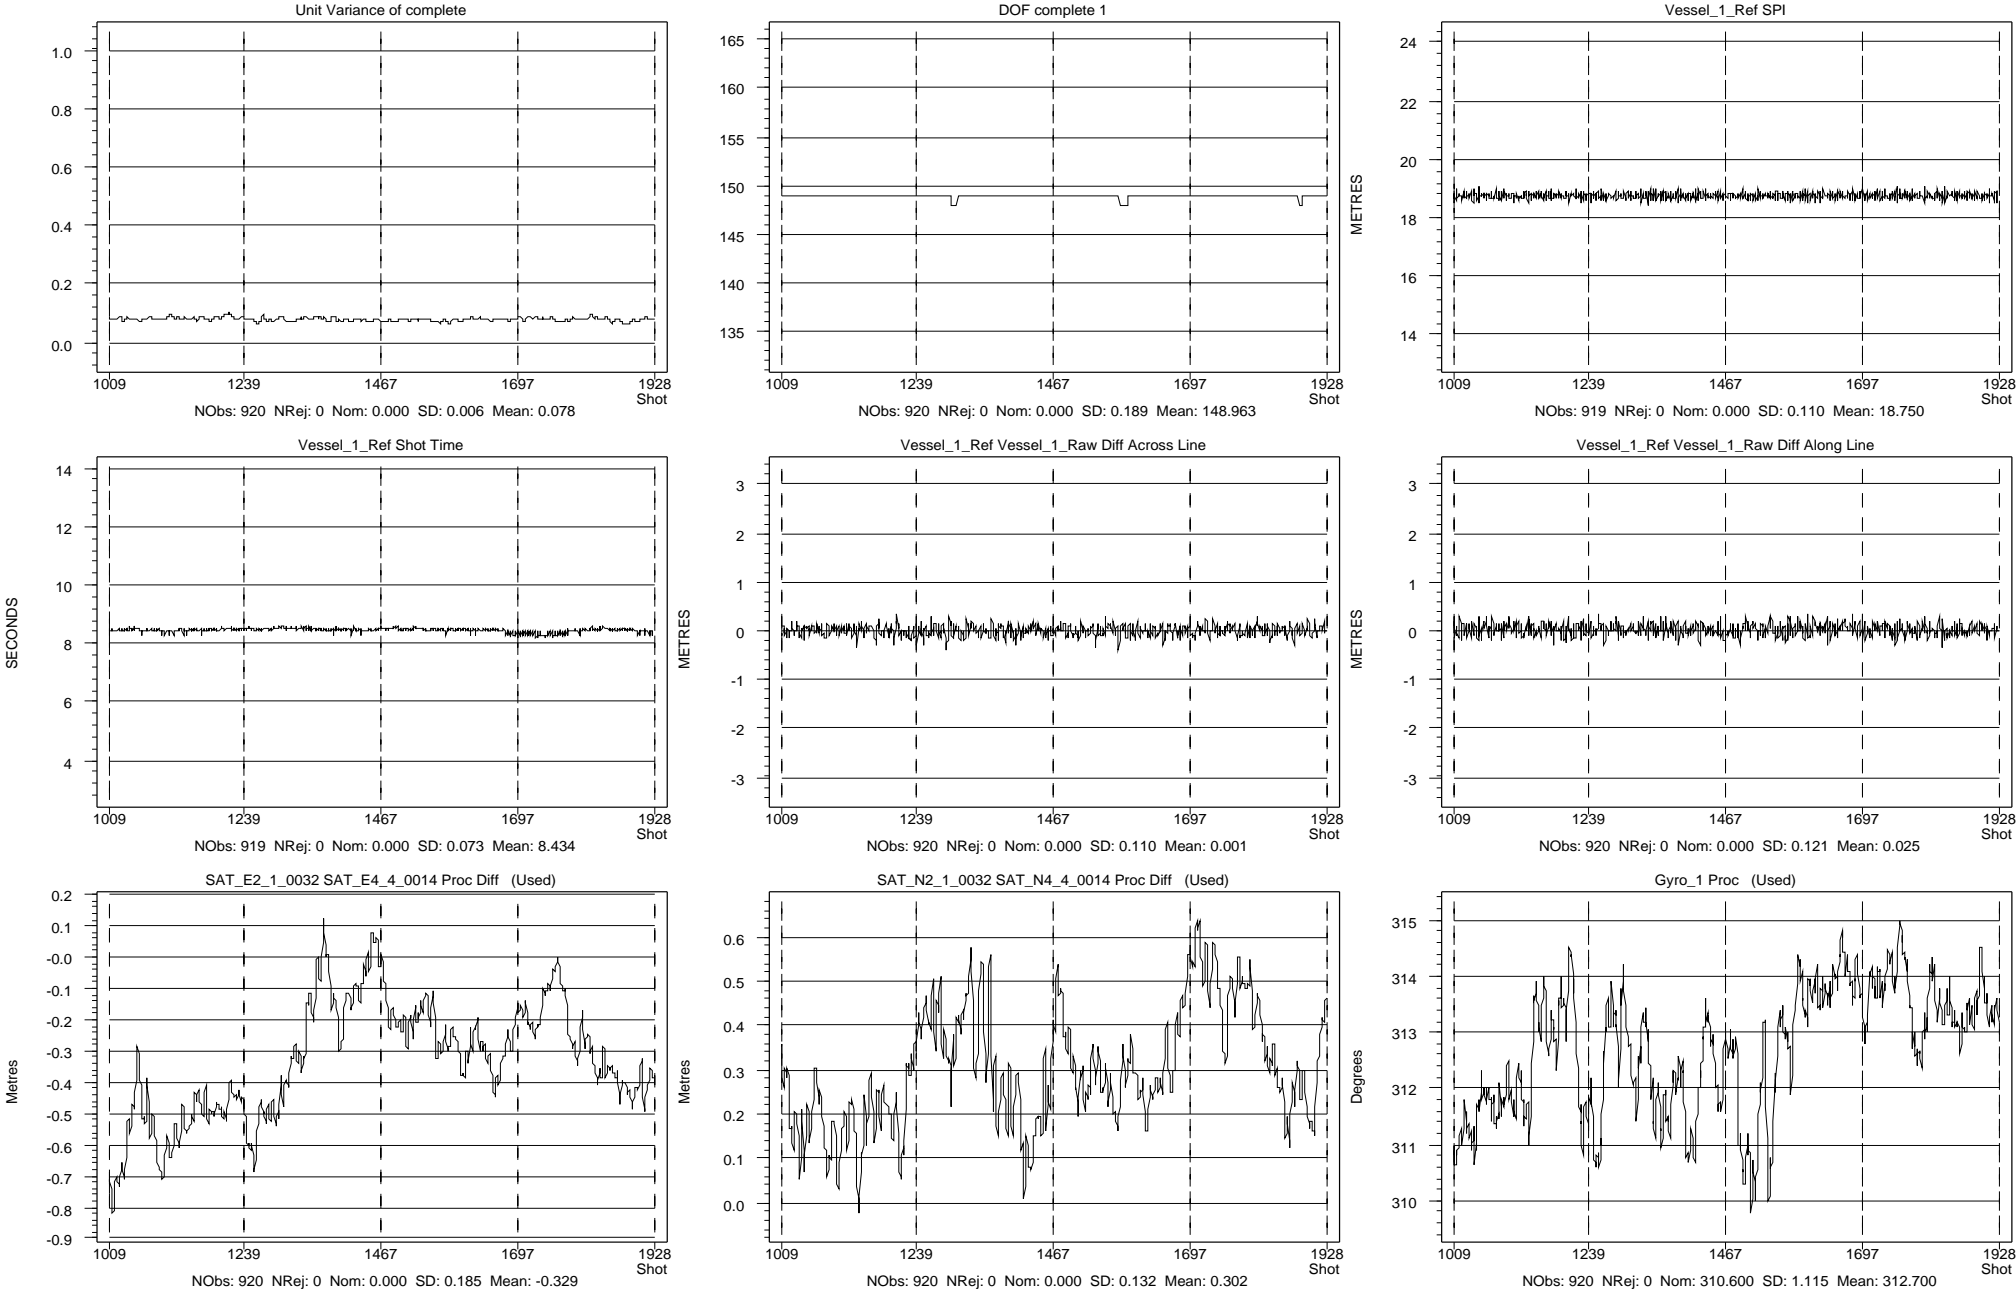 Unit Variance of complete
1.0
0.8
0.6
0.4
0.2
0.0
1009 1239 1467 1697 1928
Shot
NObs: 920 NRej: 0 Nom: 0.000 SD: 0.006 Mean: 0.078
DOF complete 1
165
160
155
150
145
140
135
1009 1239 1467 1697 1928
Shot
NObs: 920 NRej: 0 Nom: 0.000 SD: 0.189 Mean: 148.963
Vessel_1_Ref SPI
METRES
24
22
20
18
16
14
1009 1239 1467 1697 1928
Shot
NObs: 919 NRej: 0 Nom: 0.000 SD: 0.110 Mean: 18.750
Vessel_1_Ref Shot Time
SECONDS
14
12
10
8
6
4
1009 1239 1467 1697 1928
Shot
NObs: 919 NRej: 0 Nom: 0.000 SD: 0.073 Mean: 8.434
Vessel_1_Ref Vessel_1_Raw Diff Across Line
METRES
3
2
1
0
-1
-2
-3
1009 1239 1467 1697 1928
Shot
NObs: 920 NRej: 0 Nom: 0.000 SD: 0.110 Mean: 0.001
Vessel_1_Ref Vessel_1_Raw Diff Along Line
METRES
3
2
1
0
-1
-2
-3
1009 1239 1467 1697 1928
Shot
NObs: 920 NRej: 0 Nom: 0.000 SD: 0.121 Mean: 0.025
SAT_E2_1_0032 SAT_E4_4_0014 Proc Diff (Used)
Metres
0.2
0.1
-0.0
-0.1
-0.2
-0.3
-0.4
-0.5
-0.6
-0.7
-0.8
-0.9
1009 1239 1467 1697 1928
Shot
NObs: 920 NRej: 0 Nom: 0.000 SD: 0.185 Mean: -0.329
SAT_N2_1_0032 SAT_N4_4_0014 Proc Diff (Used)
Metres
0.6
0.5
0.4
0.3
0.2
0.1
0.0
1009 1239 1467 1697 1928
Shot
NObs: 920 NRej: 0 Nom: 0.000 SD: 0.132 Mean: 0.302
Gyro_1 Proc (Used)
Degrees
315
314
313
312
311
310
1009 1239 1467 1697 1928
Shot
NObs: 920 NRej: 0 Nom: 310.600 SD: 1.115 Mean: 312.700